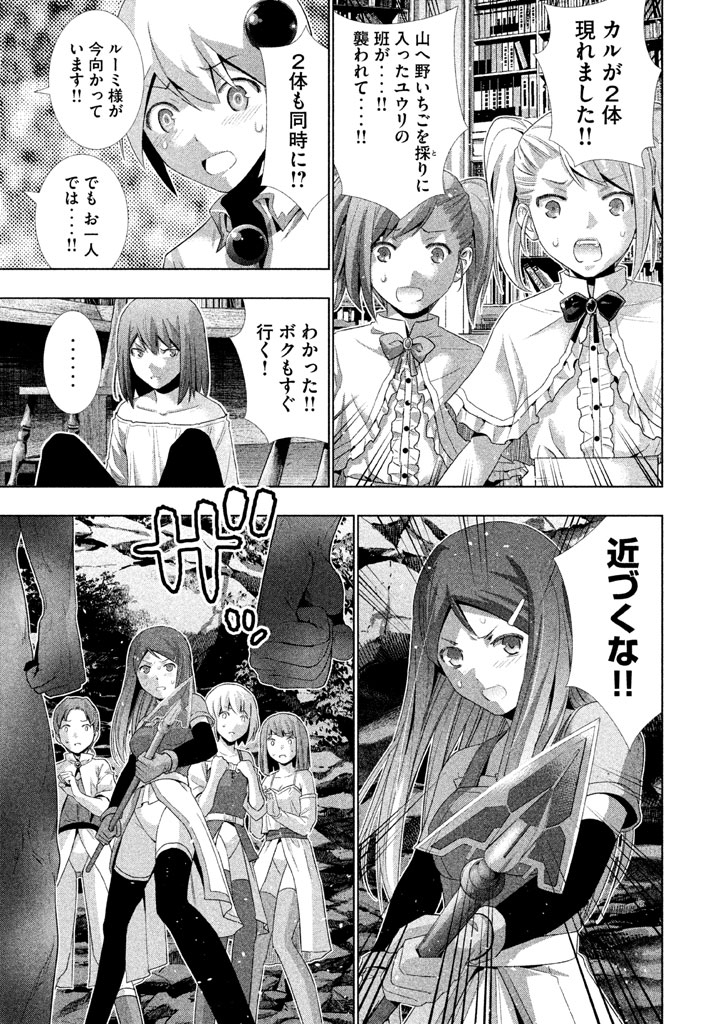 カルが2体
現れました!!
山へ野いちごを採りに
と
入ったユウリの
班が‥‥!!
襲われて‥‥!!
2体も同時に!?
ルーミ様が
今向かって
います!!
でもお一人
では‥‥!!
わかった!!
ボクもすぐ
行く!
‥‥‥
近づくな!!
ザッ